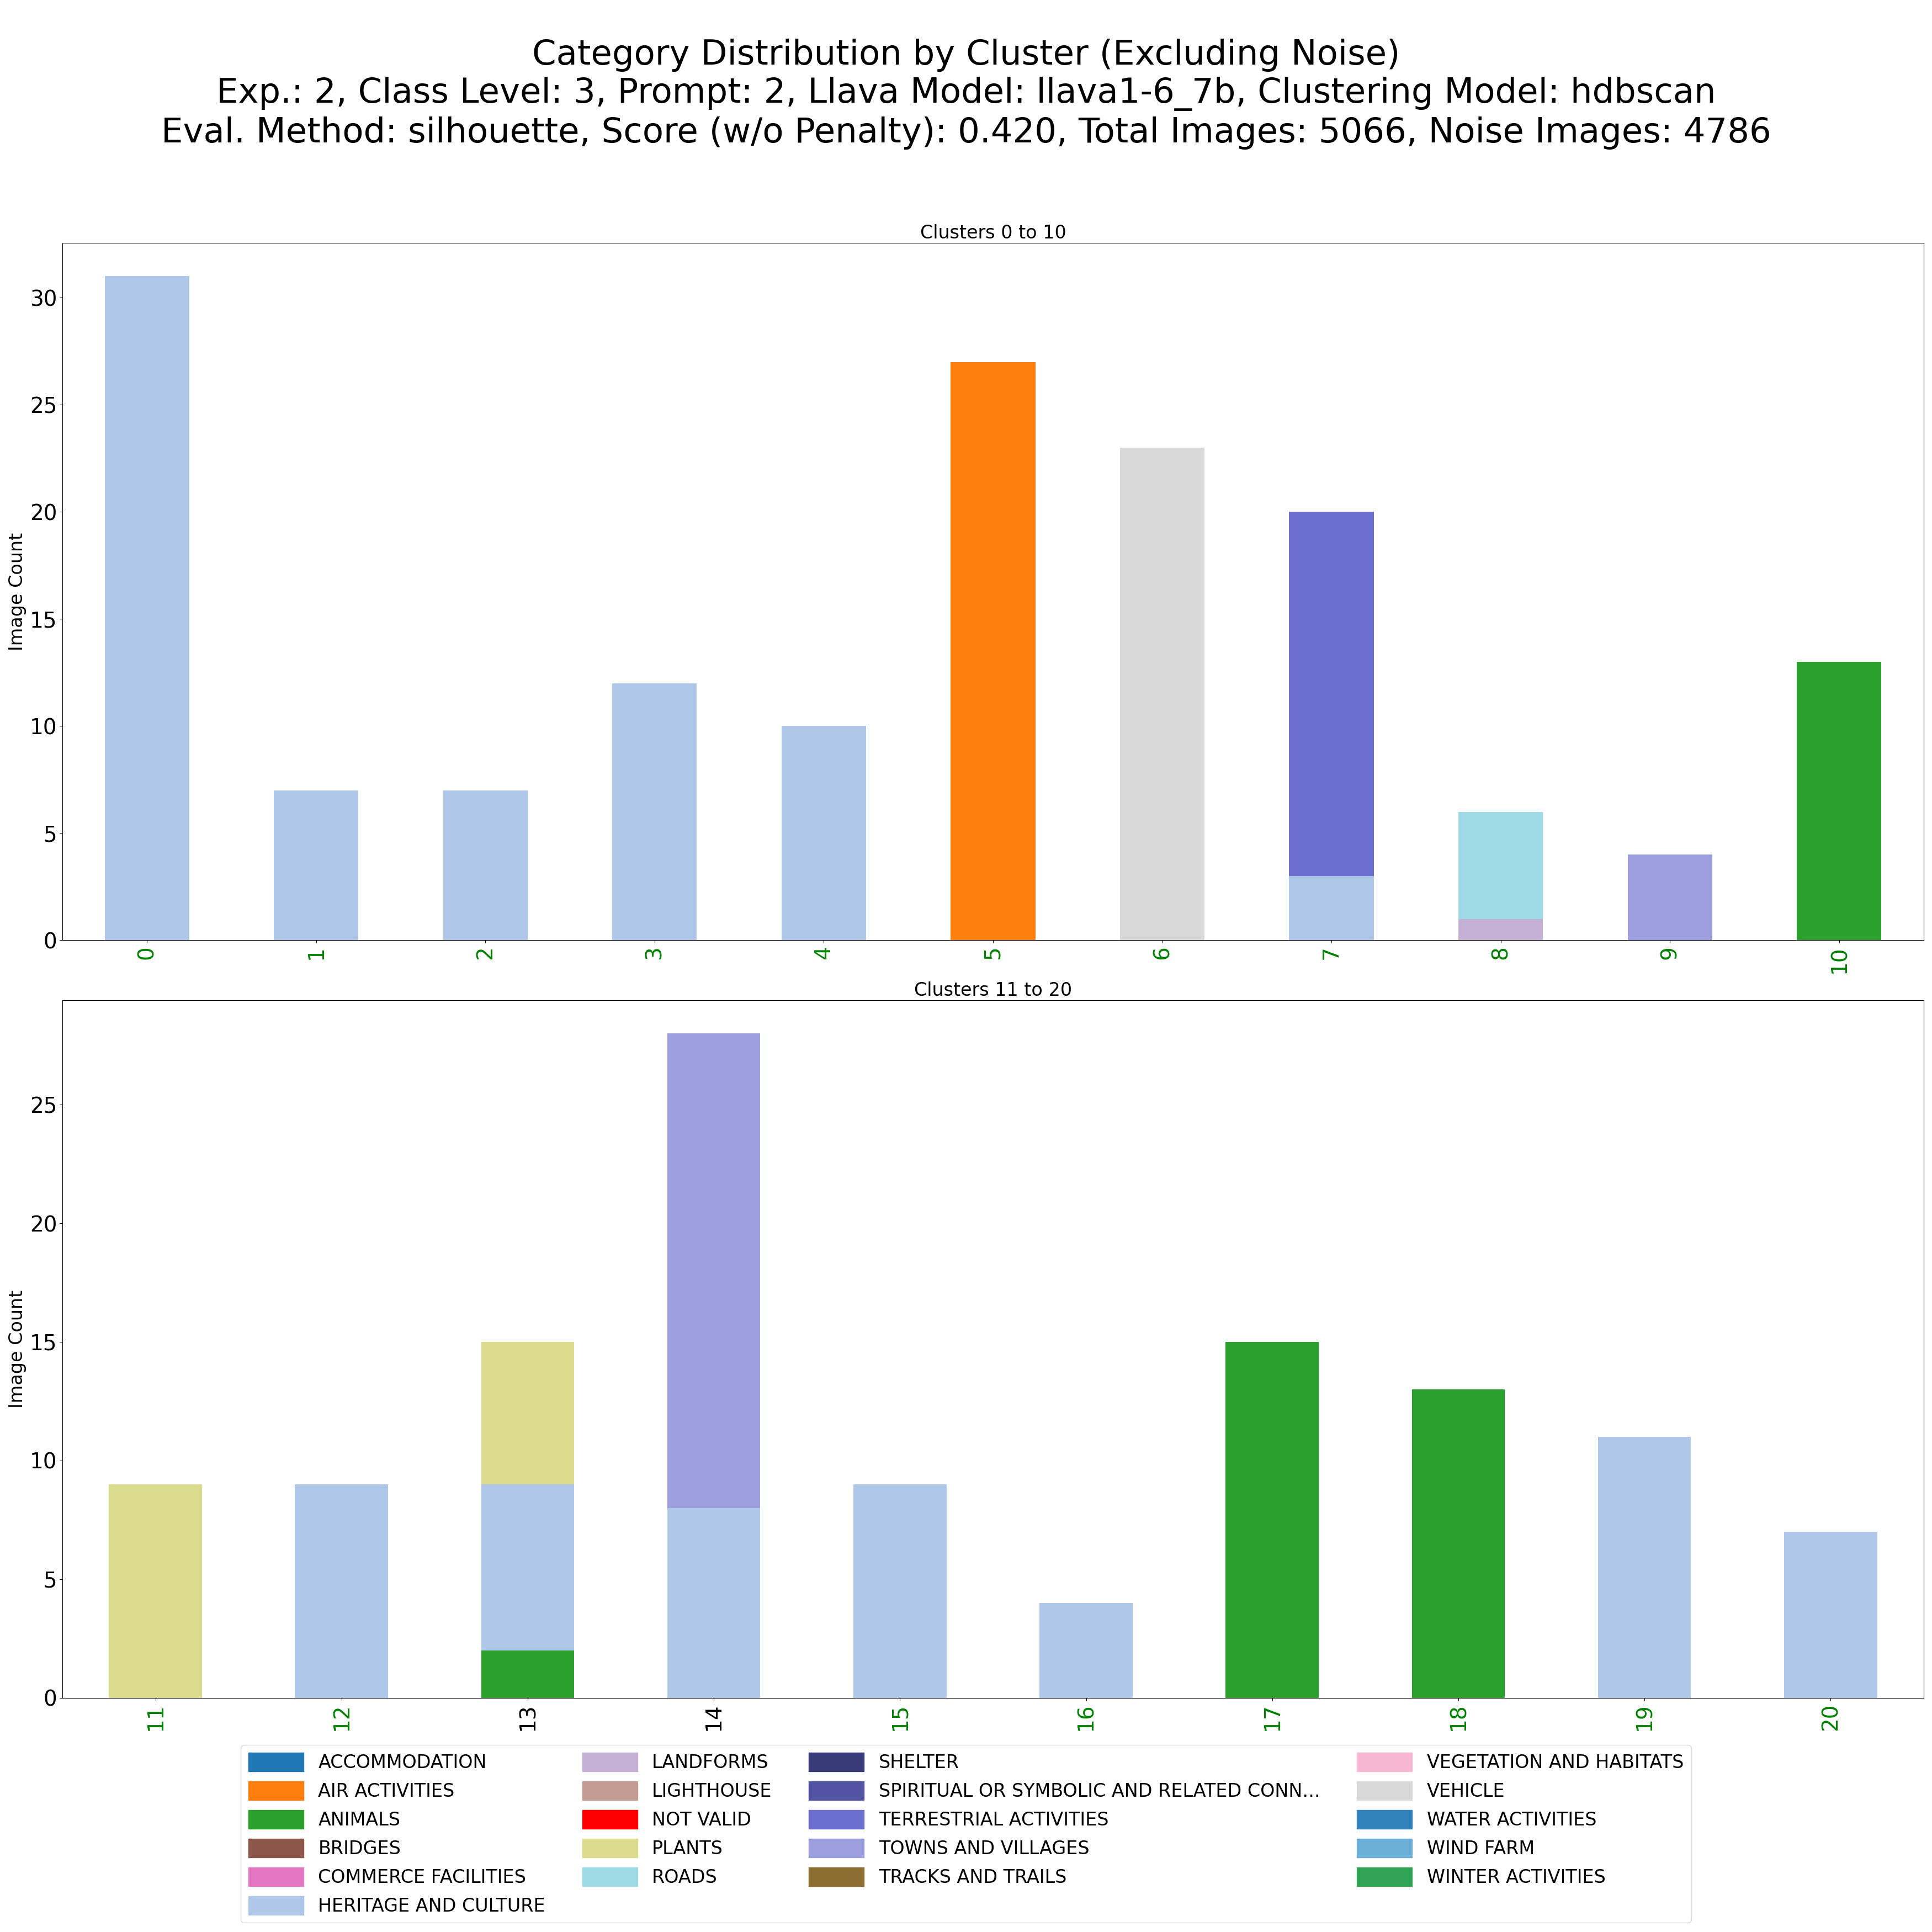 Category Distribution by Cluster (Excluding Noise)
Exp.: 2, Class Level: 3, Prompt: 2, Llava Model: llava1-6_7b, Clustering Model: hdbscan
Eval. Method: silhouette, Score (w/o Penalty): 0.420, Total Images: 5066, Noise Images: 4786
Clusters 0 to 10
Image Count
30
25
20
15
10
5
0
0 1 2 3 4 5 6 7 8 9 10
Clusters 11 to 20
Image Count
25
20
15
10
5
0
11 12 13 14 15 16 17 18 19 20
ACCOMMODATION
AIR ACTIVITIES
ANIMALS
BRIDGES
COMMERCE FACILITIES
HERITAGE AND CULTURE
LANDFORMS
LIGHTHOUSE
NOT VALID
PLANTS
ROADS
SHELTER
SPIRITUAL OR SYMBOLIC AND RELATED CONN...
TERRESTRIAL ACTIVITIES
TOWNS AND VILLAGES
TRACKS AND TRAILS
VEGETATION AND HABITATS
VEHICLE
WATER ACTIVITIES
WIND FARM
WINTER ACTIVITIES